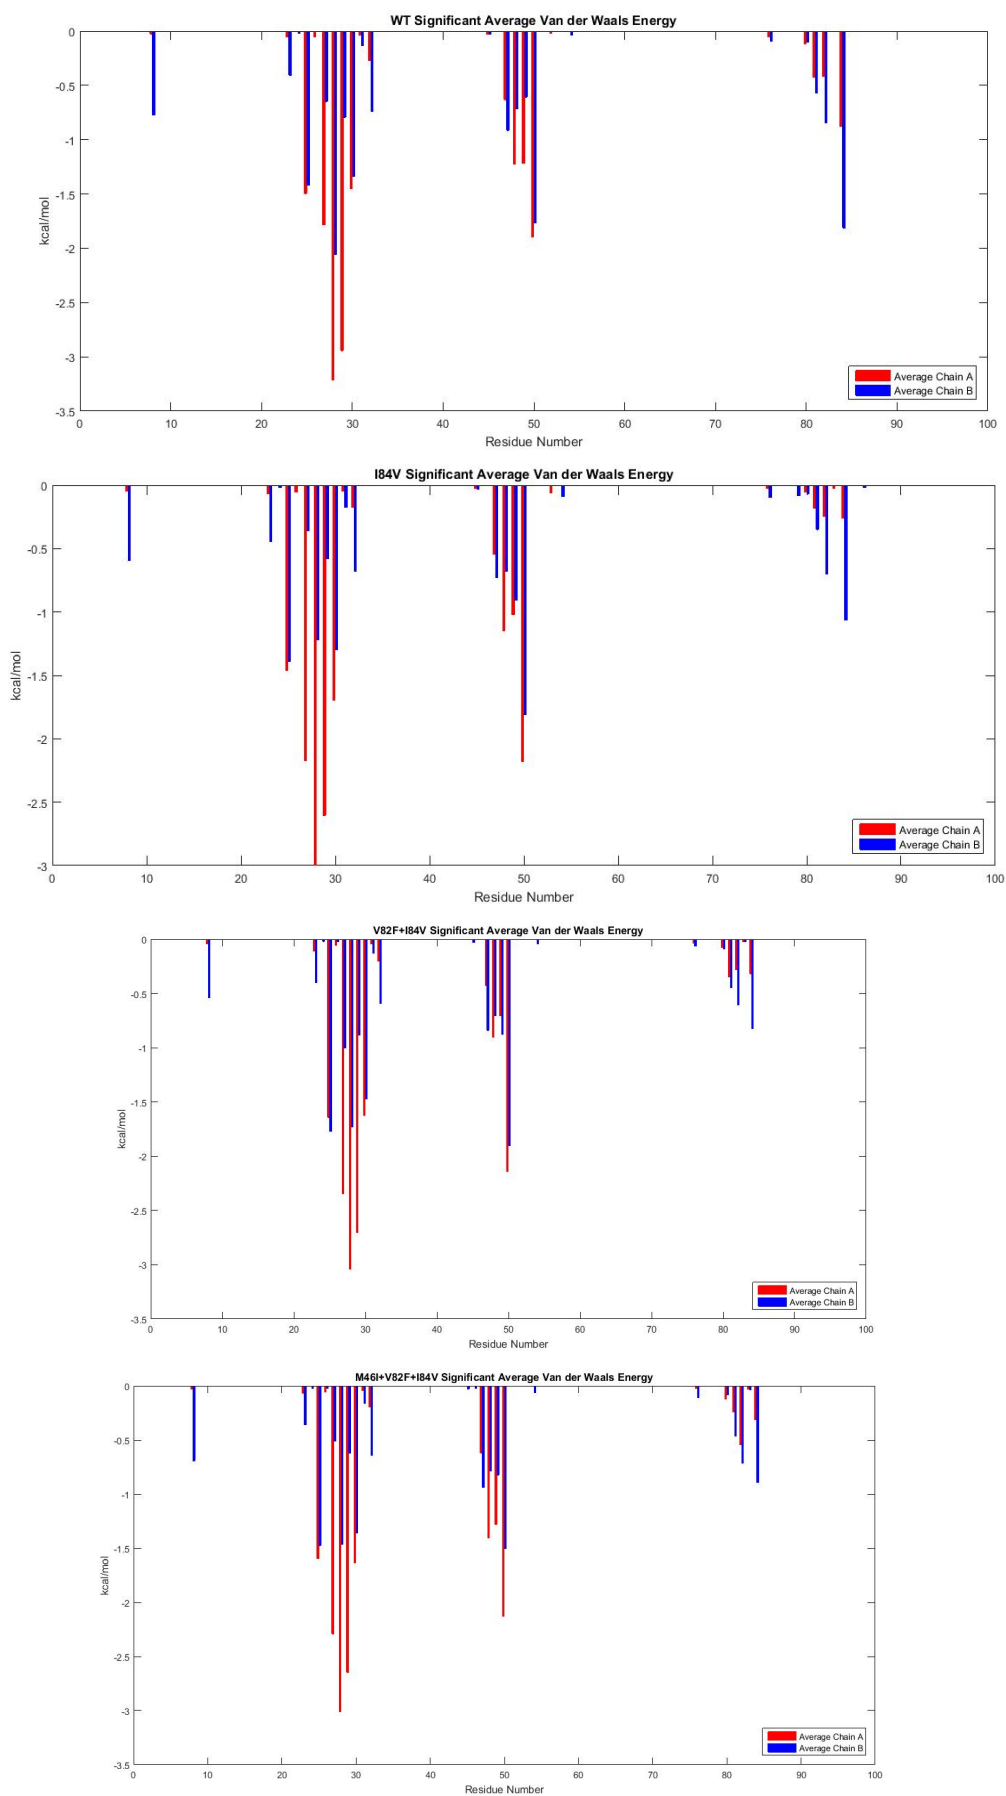 WT Significant Average Van der Waals Energy
0
-0.5
-1
-1.5
-2
-2.5
-3
-3.5
kcal/mol
Average Chain A
Average Chain B
0 10 20 30 40 50 60 70 80 90 100
Residue Number
I84V Significant Average Van der Waals Energy
0
-0.5
-1
-1.5
-2
-2.5
-3
kcal/mol
Average Chain A
Average Chain B
0 10 20 30 40 50 60 70 80 90 100
Residue Number
V82F+I84V Significant Average Van der Waals Energy
0
-0.5
-1
-1.5
-2
-2.5
-3
-3.5
kcal/mol
Average Chain A
Average Chain B
0 10 20 30 40 50 60 70 80 90 100
Residue Number
M46I+V82F+I84V Significant Average Van der Waals Energy
0
-0.5
-1
-1.5
-2
-2.5
-3
-3.5
kcal/mol
Average Chain A
Average Chain B
0 10 20 30 40 50 60 70 80 90 100
Residue Number